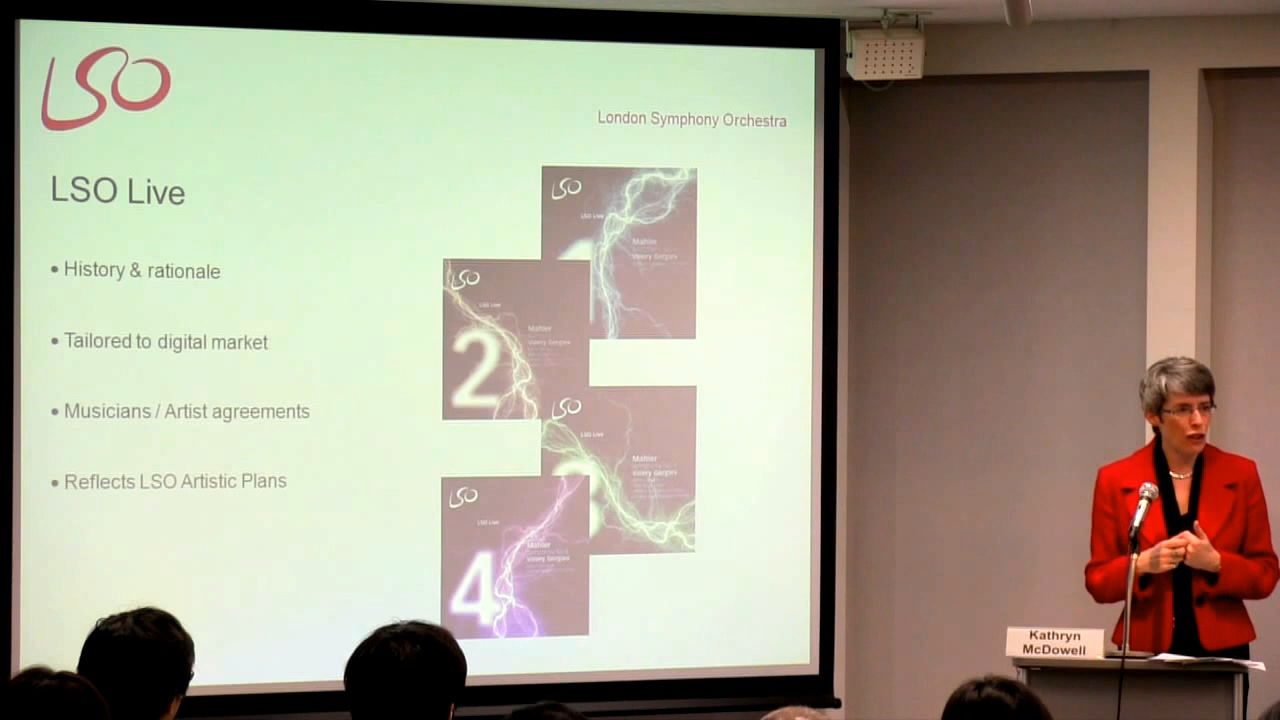 LSO
London Symphony Orchestra
LSO Live
• History & rationale
• Tailored to digital market
• Musicians / Artist agreements
• Reflects LSO Artistic Plans
LSO
LSO Live
1
Mahler
Valery Gergiev
LSO
LSO Live
2
Mahler
Valery Gergiev
LSO
LSO Live
3
Mahler
Valery Gergiev
LSO
LSO Live
4
Mahler
Valery Gergiev
Kathryn
McDowell